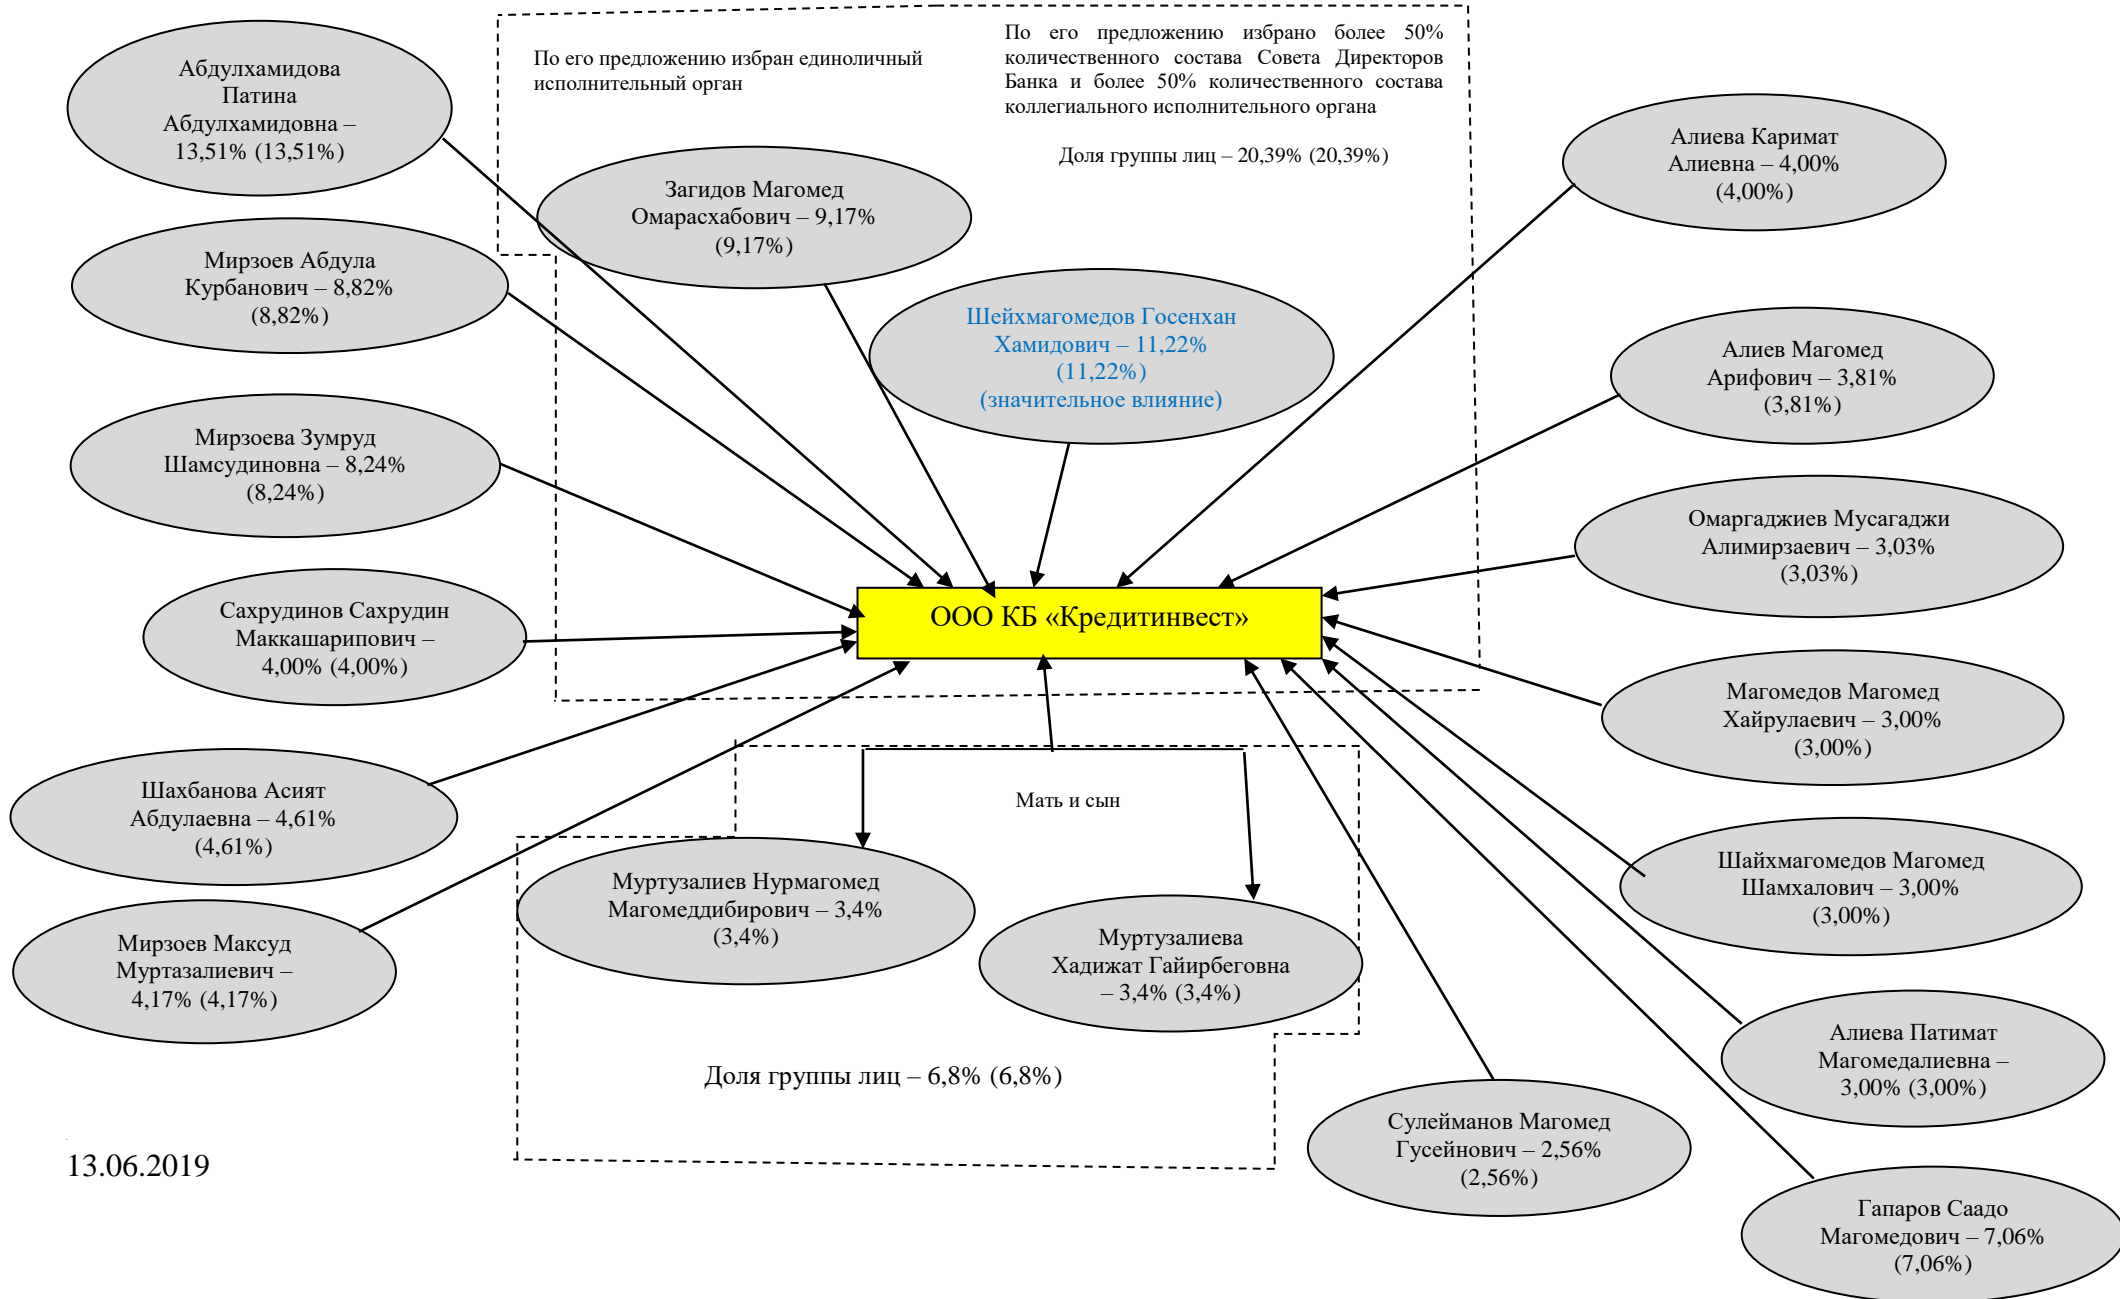 Абдулхамидова
Патина
Абдулхамидовна –
13,51% (13,51%)
По его предложению избран единоличный
исполнительный орган
По его предложению избрано более 50%
количественного состава Совета Директоров
Банка и более 50% количественного состава
коллегиального исполнительного органа
Доля группы лиц – 20,39% (20,39%)
Алиева Каримат
Алиевна – 4,00%
(4,00%)
Загидов Магомед
Омарасхабович – 9,17%
(9,17%)
Мирзоев Абдула
Курбанович – 8,82%
(8,82%)
Шейхмагомедов Госенхан
Хамидович – 11,22%
(11,22%)
(значительное влияние)
Алиев Магомед
Арифович – 3,81%
(3,81%)
Мирзоева Зумруд
Шамсудиновна – 8,24%
(8,24%)
Омаргаджиев Мусагаджи
Алимирзаевич – 3,03%
(3,03%)
Сахрудинов Сахрудин
Маккашарипович –
4,00% (4,00%)
ООО КБ «Кредитинвест»
Магомедов Магомед
Хайрулаевич – 3,00%
(3,00%)
Шахбанова Асият
Абдулаевна – 4,61%
(4,61%)
Мать и сын
Шайхмагомедов Магомед
Шамхалович – 3,00%
(3,00%)
Муртузалиев Нурмагомед
Магомеддибирович – 3,4%
(3,4%)
Муртузалиева
Хадижат Гайирбеговна
– 3,4% (3,4%)
Мирзоев Максуд
Муртазалиевич –
4,17% (4,17%)
Алиева Патимат
Магомедалиевна –
3,00% (3,00%)
Доля группы лиц – 6,8% (6,8%)
Сулейманов Магомед
Гусейнович – 2,56%
(2,56%)
13.06.2019
Гапаров Саадо
Магомедович – 7,06%
(7,06%)